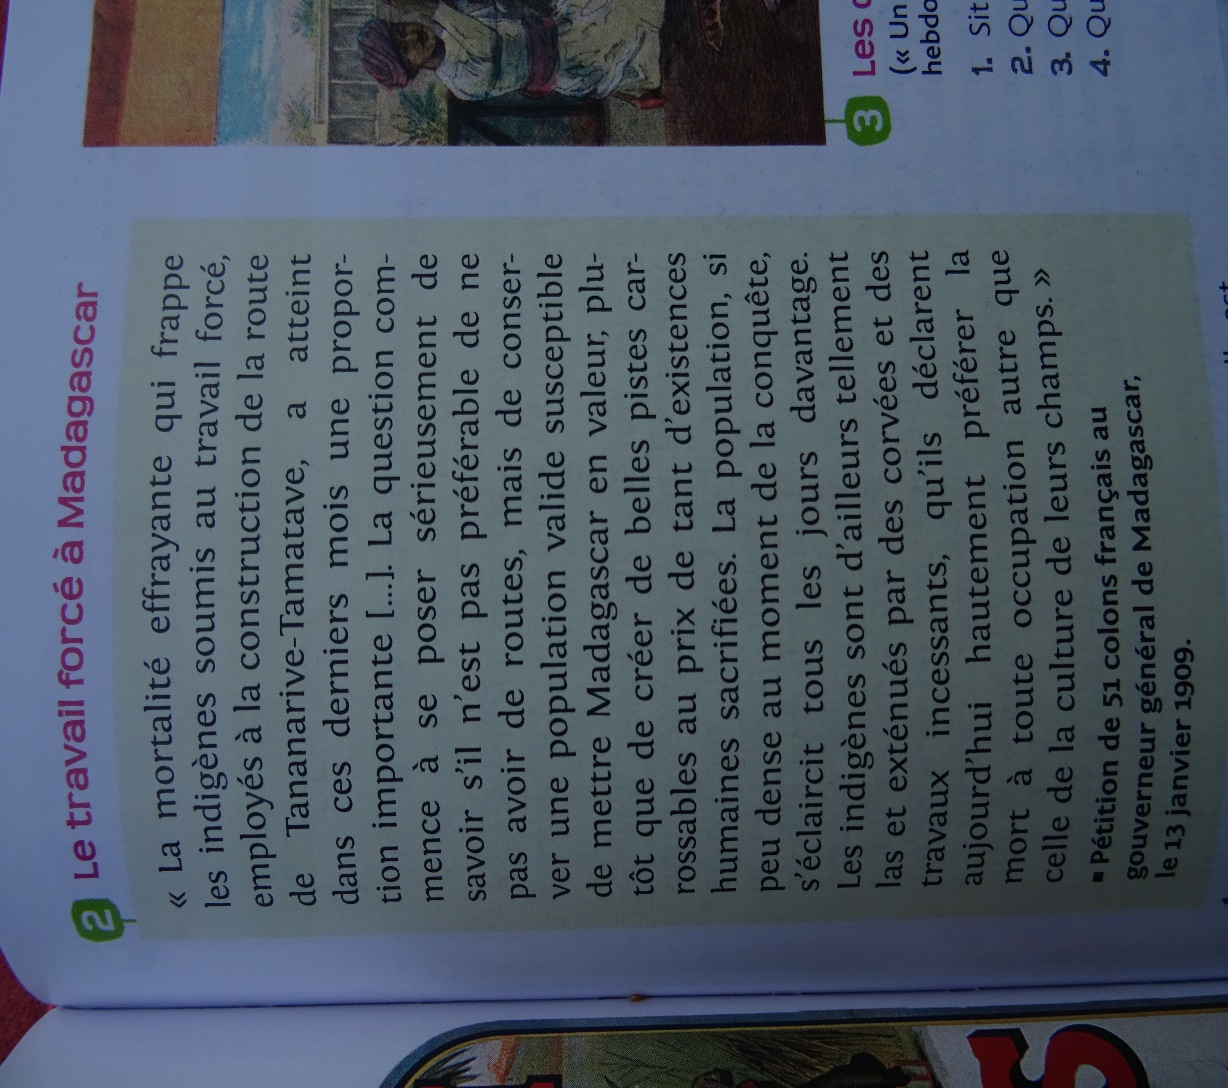 2 Le travail forcé à Madagascar
« La mortalité effrayante qui frappe
les indigènes soumis au travail forcé,
employés à la construction de la route
de Tananarive-Tamatave, a atteint
dans ces derniers mois une propor-
tion importante [...]. La question com-
mence à se poser sérieusement de
savoir s'il n'est pas préférable de ne
pas avoir de routes, mais de conser-
ver une population valide susceptible
de mettre Madagascar en valeur, plu-
tôt que de créer de belles pistes car-
rossables au prix de tant d'existences
humaines sacrifiées. La population, si
peu dense au moment de la conquête,
s'éclaircit tous les jours davantage.
Les indigènes sont d'ailleurs tellement
las et exténués par des corvées et des
travaux incessants, qu'ils déclarent
aujourd'hui hautement préférer la
mort à toute occupation autre que
celle de la culture de leurs champs. »
▪ Pétition de 51 colons français au
gouverneur général de Madagascar,
le 13 janvier 1909.
3 Les
(« Un
hebdo
1. Sit
2. Qu
3. Qu
4. Qu